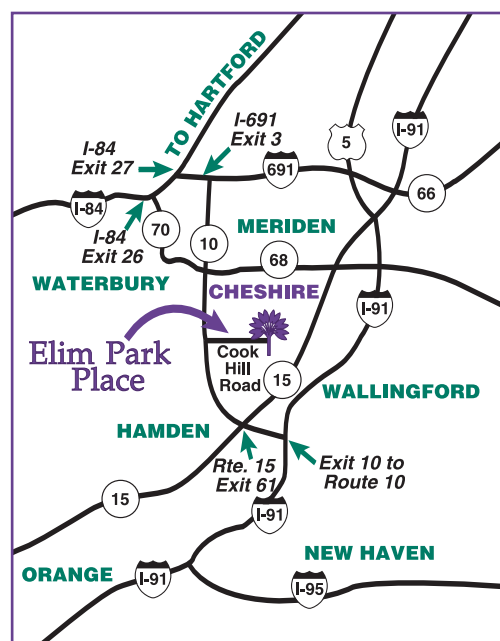 TO HARTFORD
I-691
Exit 3
5
I-91
I-84
Exit 27
691
66
I-84
I-84
Exit 26
70
10
MERIDEN
68
WATERBURY
CHESHIRE
I-91
Elim Park
Place
Cook
Hill
Road
15
WALLINGFORD
HAMDEN
Rte. 15
Exit 61
Exit 10 to
Route 10
15
I-91
NEW HAVEN
ORANGE
I-91
I-95